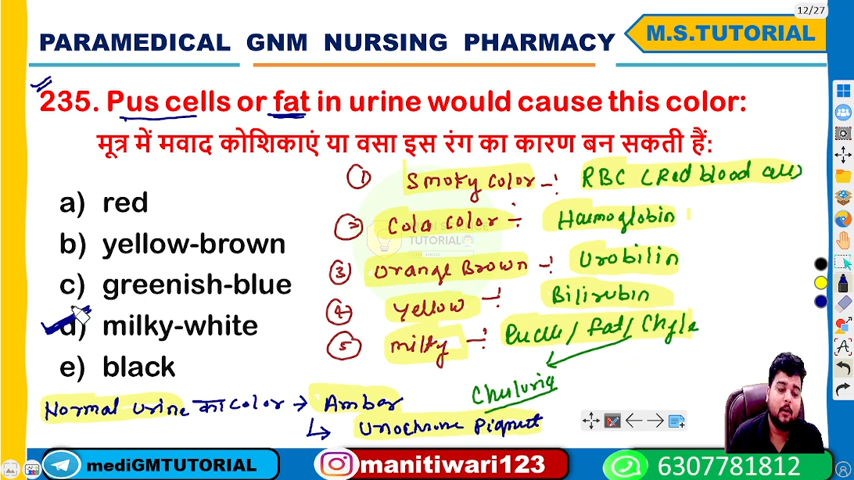 12/27
PARAMEDICAL GNM NURSING PHARMACY
M.S.TUTORIAL
235. Pus cells or fat in urine would cause this color:
मूत्र में मवाद कोशिकाएं या वसा इस रंग का कारण बन सकती हैं:
a) red
b) yellow-brown
c) greenish-blue
d) milky-white
e) black
① Smoky color -: RBC (Red blood cell)
② Cola color -: Haemoglobin
③ Orange Brown -: Urobilin
④ Yellow -: Bilirubin
⑤ Milky -: / Fat / Chyle
Chuluria
Normal urine का color → Amber
↳ Urochrome Pigment
TUTORIAL
mediGMTUTORIAL
manitiwari123
6307781812